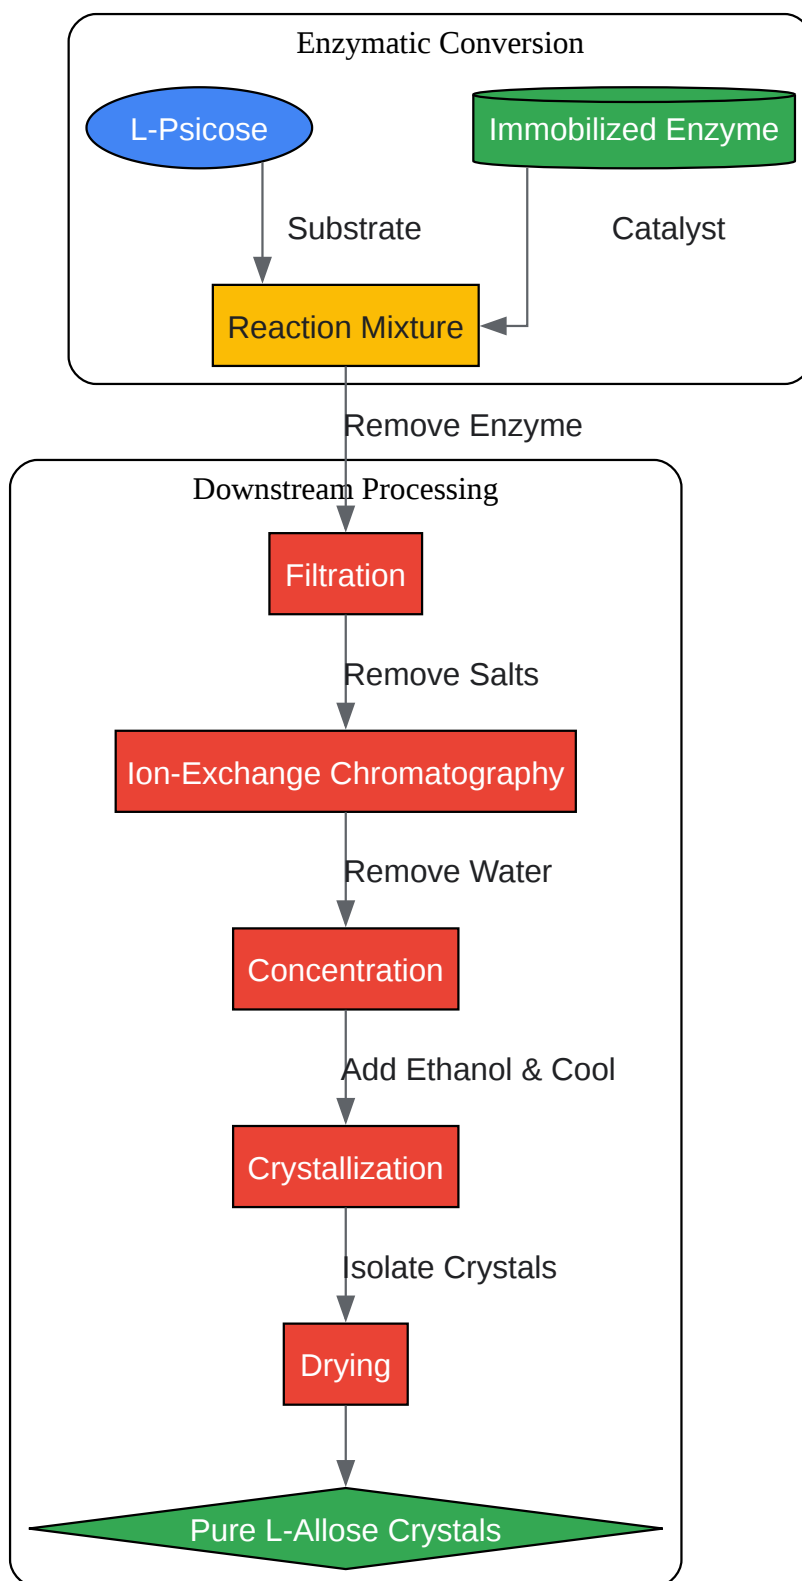 Enzymatic Conversion
L-Psicose
Immobilized Enzyme
Substrate
Catalyst
Reaction Mixture
Remove Enzyme
Downstream Processing
Filtration
Remove Salts
Ion-Exchange Chromatography
Remove Water
Concentration
Add Ethanol & Cool
Crystallization
Isolate Crystals
Drying
Pure L-Allose Crystals